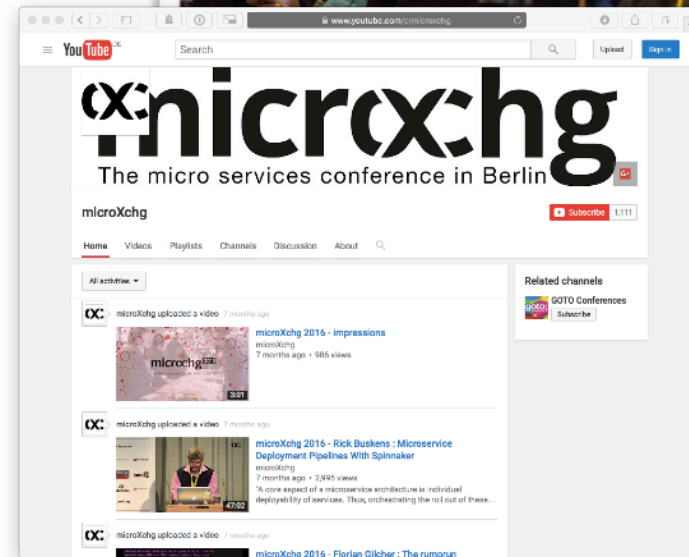 www.youtube.com/c/microxchg
YouTube DE
Search
Upload
Sign in
microxchg
The micro services conference in Berlin
G+
microXchg
Subscribe 1.111
Home Videos Playlists Channels Discussion About
All activities
microXchg uploaded a video 7 months ago
microXchg 2016 - impressions
microXchg
7 months ago • 986 views
microxchg
3:01
microXchg uploaded a video 7 months ago
microXchg 2016 - Rick Buskens : Microservice
Deployment Pipelines With Spinnaker
microXchg
7 months ago • 2,995 views
"A core aspect of a microservice architecture is individual
deployability of services. Thus, orchestrating the roll out of these...
47:02
microXchg uploaded a video 7 months ago
microXchg 2016 - Florian Gilcher : The rumprun
Related channels
goto;
GOTO Conferences
Subscribe